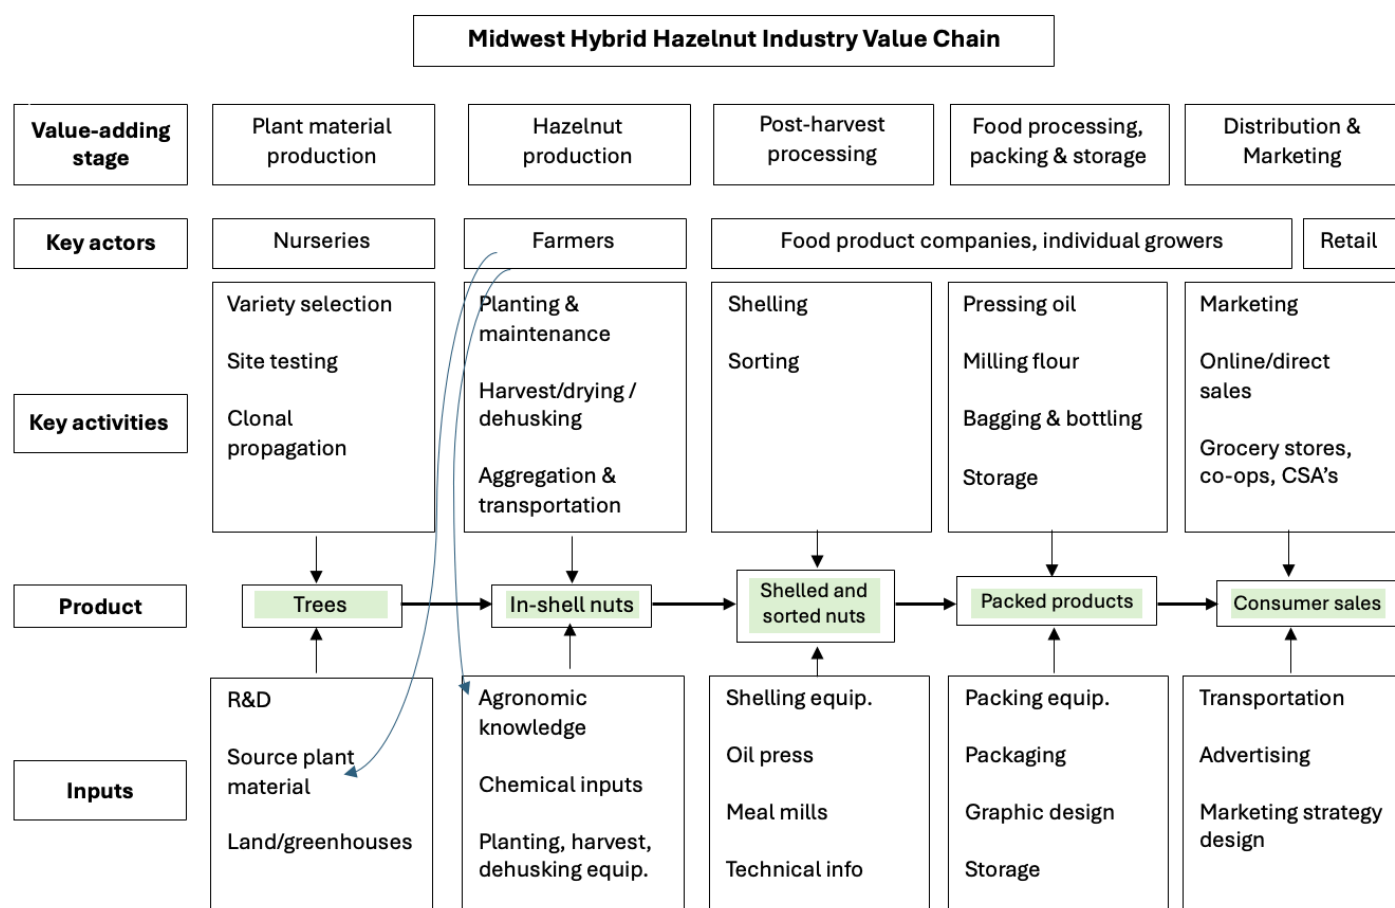 Midwest Hybrid Hazelnut Industry Value Chain
Value-adding
stage
Plant material
production
Hazelnut
production
Post-harvest
processing
Food processing,
packing & storage
Distribution &
Marketing
Key actors
Nurseries
Farmers
Food product companies, individual growers
Retail
Key activities
Variety selection
Site testing
Clonal
propagation
Planting &
maintenance
Harvest/drying /
dehusking
Aggregation &
transportation
Shelling
Sorting
Pressing oil
Milling flour
Bagging & bottling
Storage
Marketing
Online/direct
sales
Grocery stores,
co-ops, CSA’s
Product
Trees
In-shell nuts
Shelled and
sorted nuts
Packed products
Consumer sales
Inputs
R&D
Source plant
material
Land/greenhouses
Agronomic
knowledge
Chemical inputs
Planting, harvest,
dehusking equip.
Shelling equip.
Oil press
Meal mills
Technical info
Packing equip.
Packaging
Graphic design
Storage
Transportation
Advertising
Marketing strategy
design